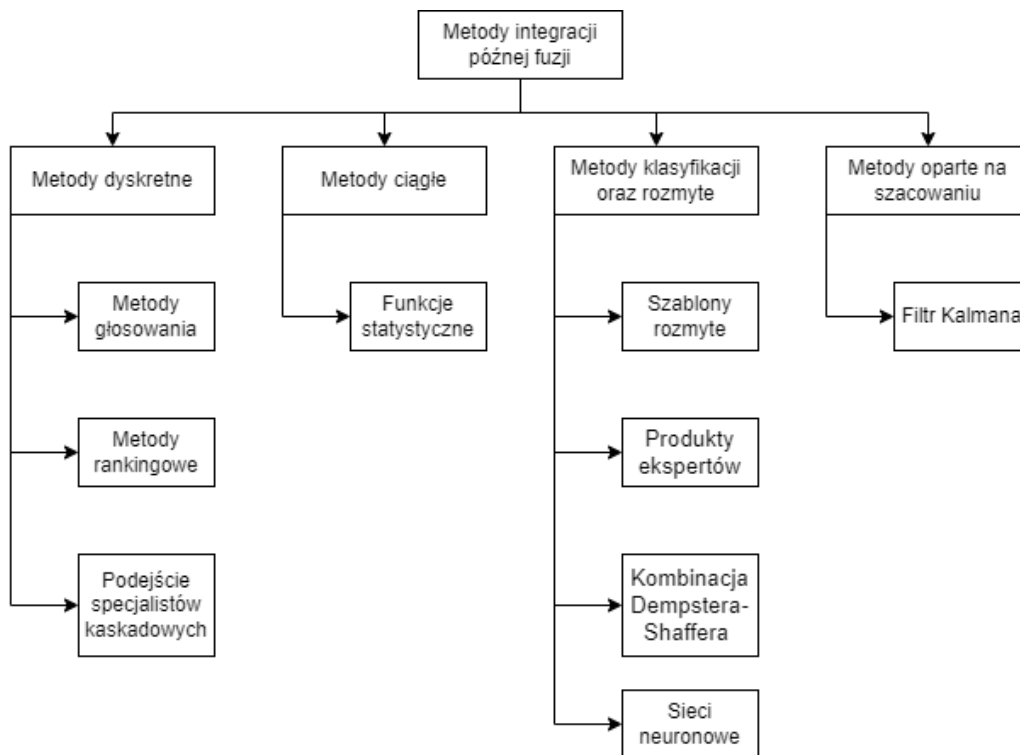 Metody integracji
późnej fuzji
Metody dyskretne
Metody ciągłe
Metody klasyfikacji
oraz rozmyte
Metody oparte na
szacowaniu
Metody
głosowania
Funkcje
statystyczne
Szablony
rozmyte
Filtr Kalmana
Metody
rankingowe
Produkty
ekspertów
Podejście
specjalistów
kaskadowych
Kombinacja
Dempstera-
Shaffera
Sieci
neuronowe